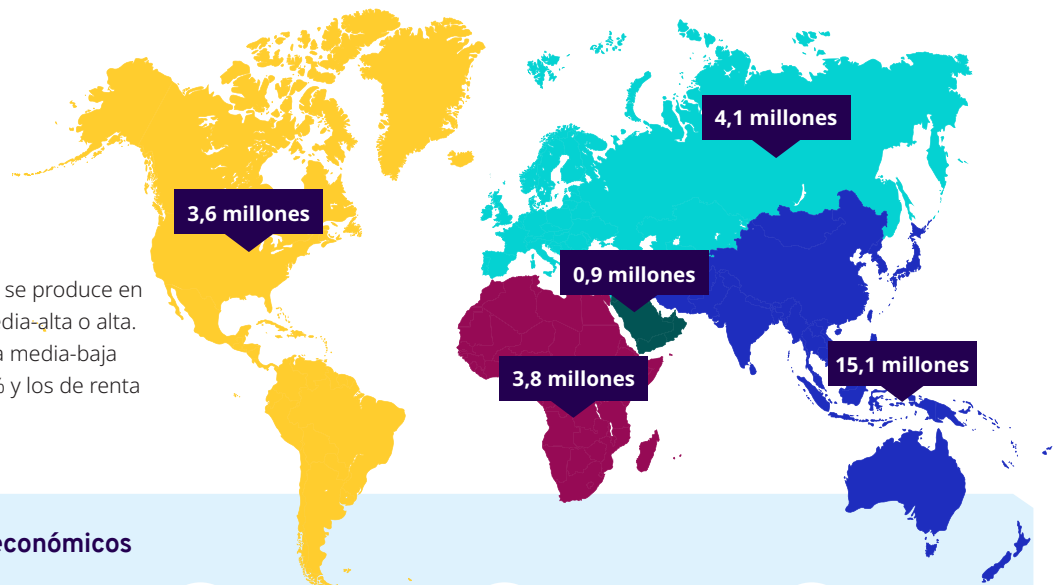 4,1 millones
3,6 millones
0,9 millones
se produce en
media-alta o alta.
a media-baja
% y los de renta
15,1 millones
3,8 millones
económicos